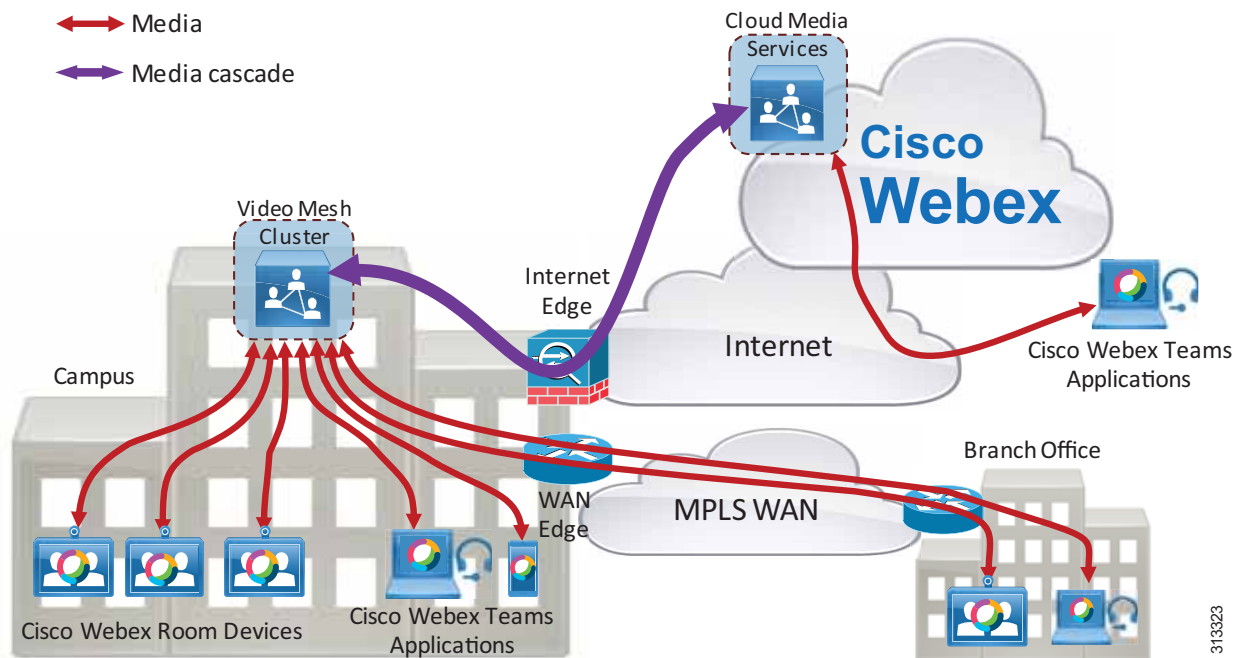 Media
Media cascade
Cloud Media
Services
Cisco
Webex
Video Mesh
Cluster
Internet
Edge
Internet
Cisco Webex Teams
Applications
Campus
WAN
Edge
MPLS WAN
Branch Office
Cisco Webex Room Devices
Cisco Webex Teams
Applications
313323